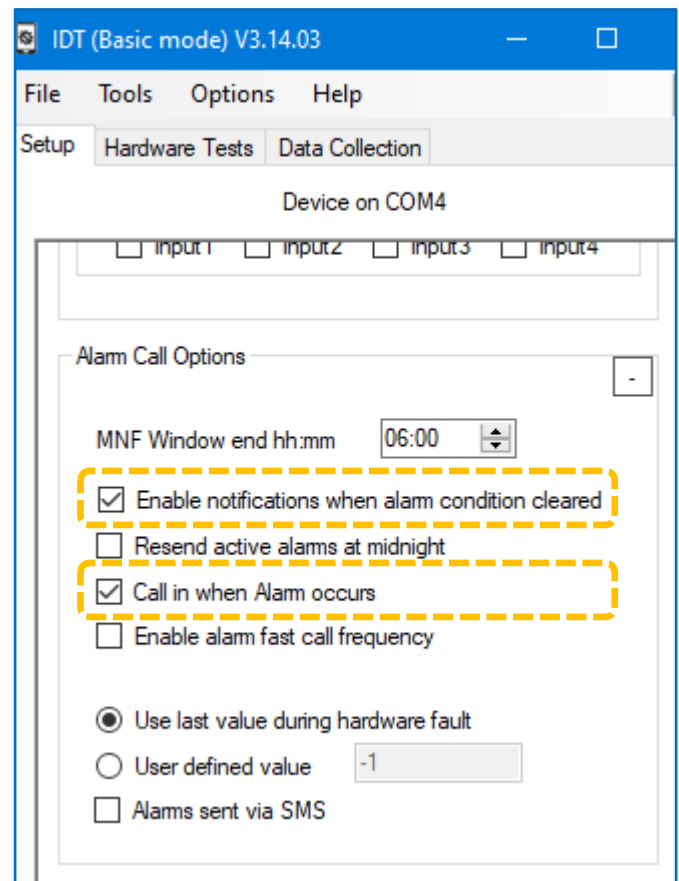 IDT (Basic mode) V3.14.03
File Tools Options Help
Setup Hardware Tests Data Collection
Device on COM4
Input1 Input2 Input3 Input4
Alarm Call Options
-
MNF Window end hh:mm 06:00
Enable notifications when alarm condition cleared
Resend active alarms at midnight
Call in when Alarm occurs
Enable alarm fast call frequency
Use last value during hardware fault
User defined value -1
Alarms sent via SMS